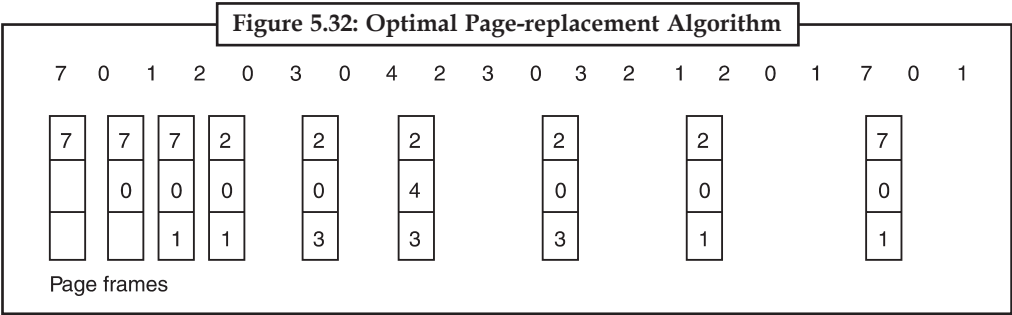 Figure 5.32: Optimal Page-replacement Algorithm
7 0 1 2 0 3 0 4 2 3 0 3 2 1 2 0 1 7 0 1
7 7 7 2 2 2 2 2 7
0 0 0 0 4 0 0 0
1 1 3 3 3 1 1
Page frames